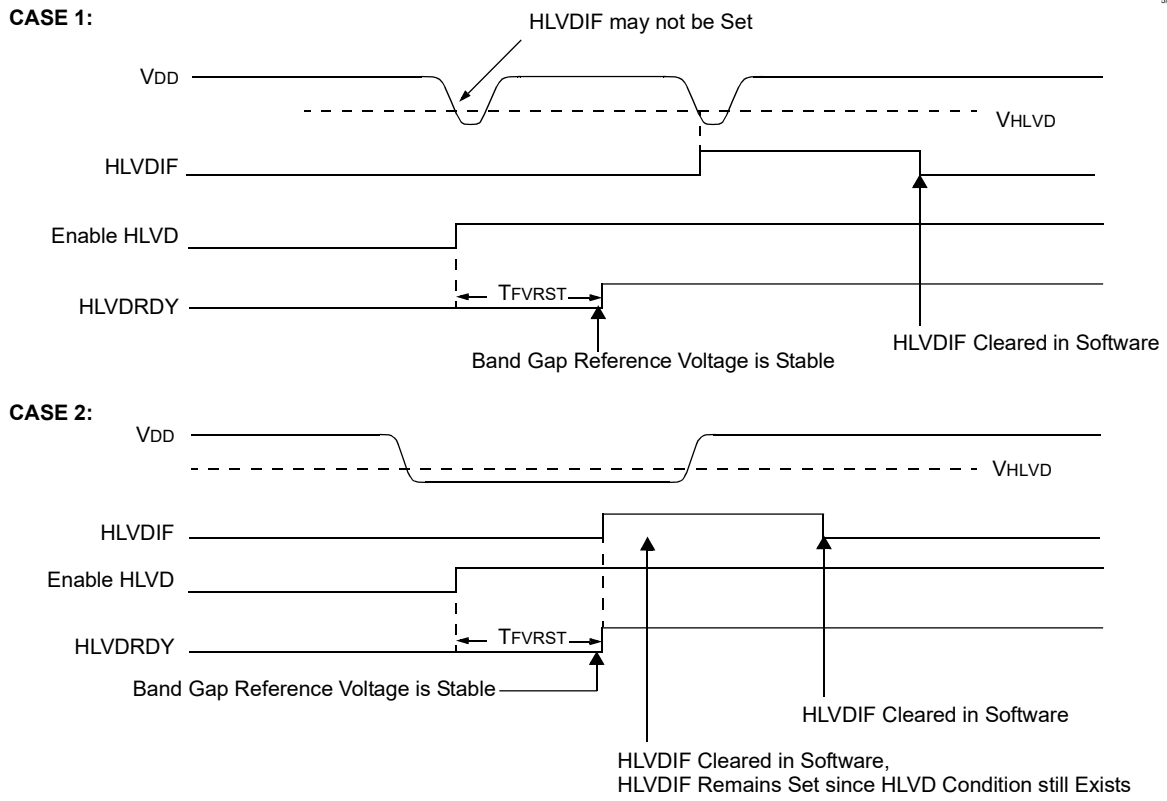 CASE 1:
HLVDIF may not be Set
VDD
VHLVD
HLVDIF
Enable HLVD
TFVRST
HLVDRDY
HLVDIF Cleared in Software
Band Gap Reference Voltage is Stable
CASE 2:
VDD
VHLVD
HLVDIF
Enable HLVD
TFVRST
HLVDRDY
Band Gap Reference Voltage is Stable
HLVDIF Cleared in Software
HLVDIF Cleared in Software,
HLVDIF Remains Set since HLVD Condition still Exists